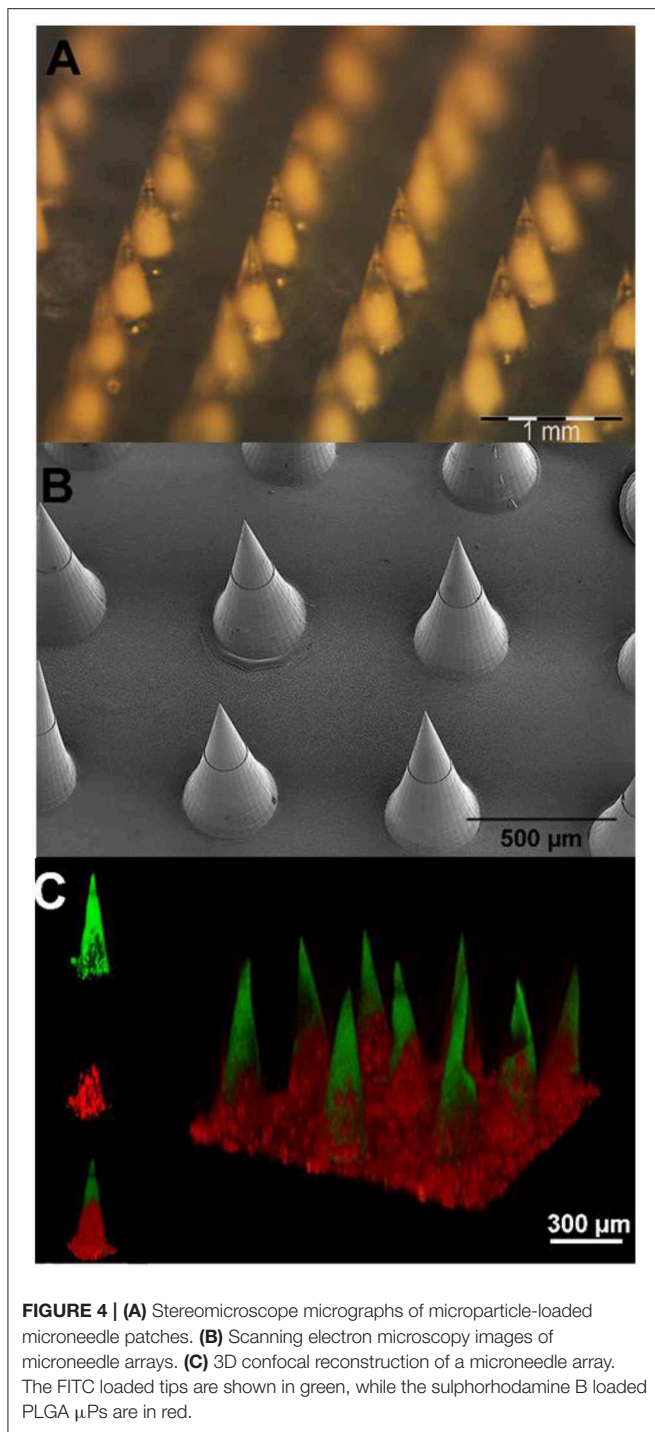 A
1 mm
B
500 µm
C
300 µm
FIGURE 4 | (A) Stereomicroscope micrographs of microparticle-loaded
microneedle patches. (B) Scanning electron microscopy images of
microneedle arrays. (C) 3D confocal reconstruction of a microneedle array.
The FITC loaded tips are shown in green, while the sulphorhodamine B loaded
PLGA µPs are in red.